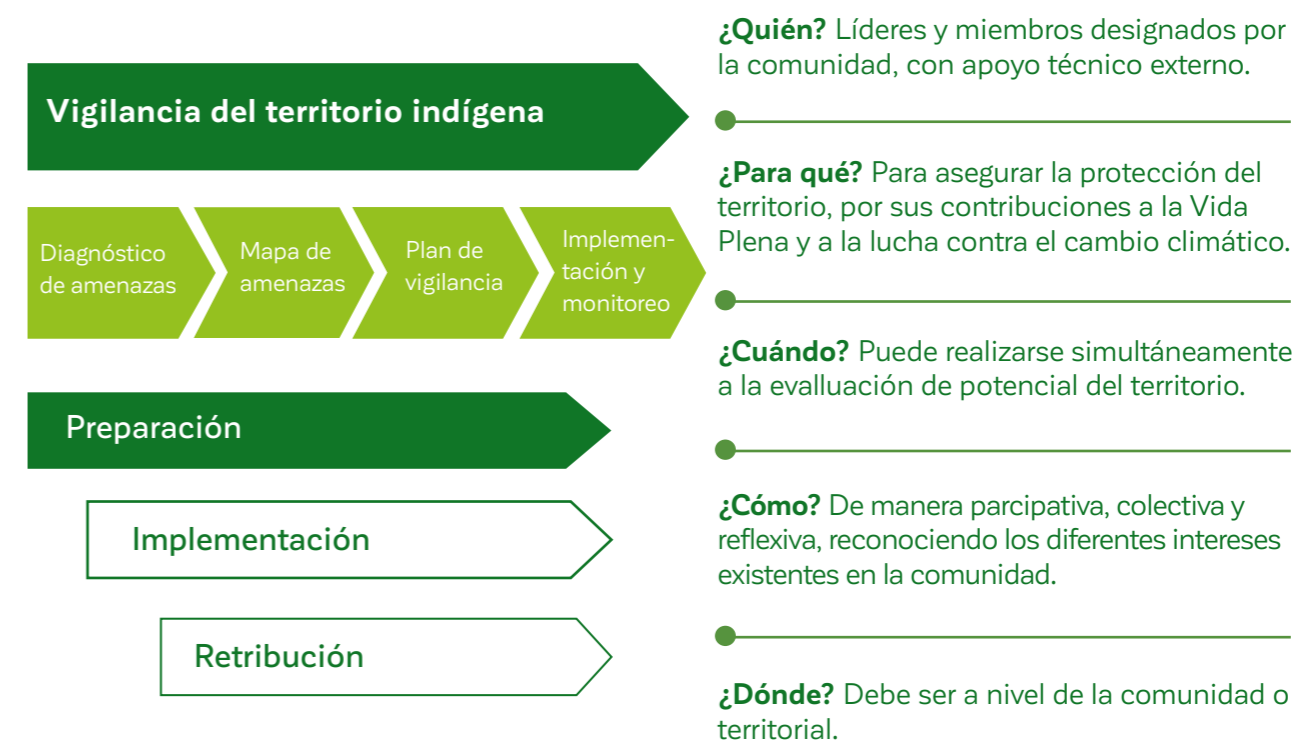 Vigilancia del territorio indígena
Diagnóstico
de amenazas
Mapa de
amenazas
Plan de
vigilancia
Implemen-
tación y
monitoreo
Preparación
Implementación
Retribución
¿Quién? Líderes y miembros designados por
la comunidad, con apoyo técnico externo.
¿Para qué? Para asegurar la protección del
territorio, por sus contribuciones a la Vida
Plena y a la lucha contra el cambio climático.
¿Cuándo? Puede realizarse simultáneamente
a la evalluación de potencial del territorio.
¿Cómo? De manera parcipativa, colectiva y
reflexiva, reconociendo los diferentes intereses
existentes en la comunidad.
¿Dónde? Debe ser a nivel de la comunidad o
territorial.